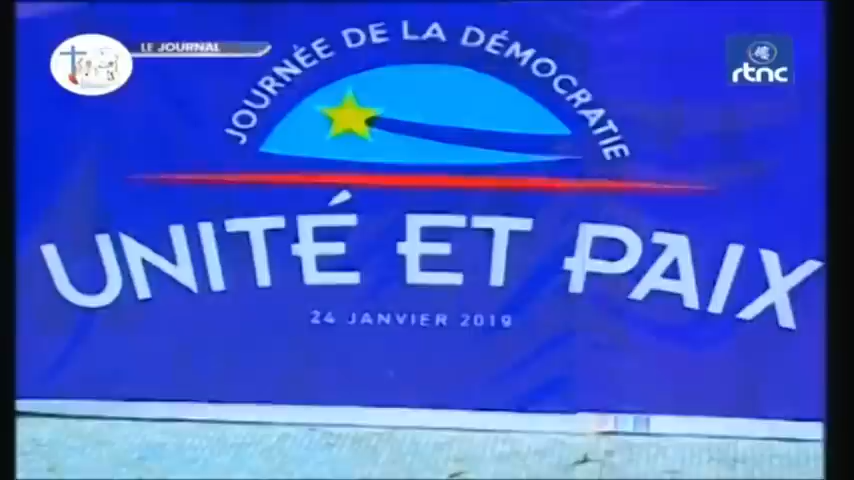 LE JOURNAL
rtnc
JOURNÉE DE LA DÉMOCRATIE
UNITÉ ET PAIX
24 JANVIER 2019